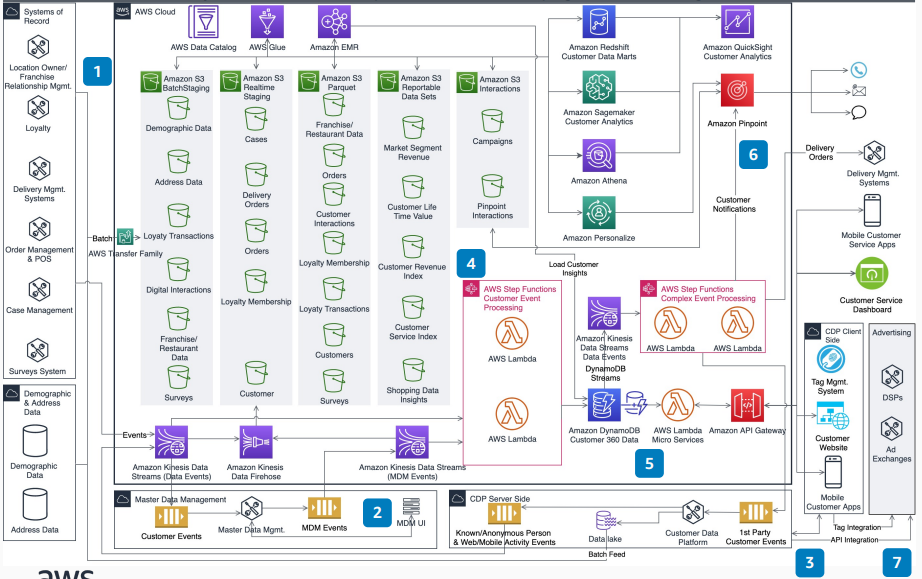 Systems of
Record
Location Owner/
Franchise
Relationship Mgmt.
Loyalty
Delivery Mgmt.
Systems
Order Management
& POS
Case Management
Surveys System
Demographic
& Address
Data
Demographic
Data
Address Data
1
Batch
AWS Transfer Family
Events
aws
AWS Cloud
AWS Data Catalog
AWS Glue
Amazon EMR
Amazon S3
BatchStaging
Demographic Data
Address Data
Loyaty Transactions
Digital Interactions
Franchise/
Restaurant
Data
Surveys
Amazon S3
Realtime
Staging
Cases
Delivery
Orders
Orders
Loyalty Membership
Customer
Amazon S3
Parquet
Franchise/
Restaurant Data
Orders
Customer
Interactions
Loyalty Membership
Loyalty Transactions
Customers
Surveys
Amazon S3
Reportable
Data Sets
Market Segment
Revenue
Customer Life
Time Value
Customer Revenue
Index
Customer
Service Index
Shopping Data
Insights
Amazon S3
Interactions
Campaigns
Pinpoint
Interactions
Amazon Redshift
Customer Data Marts
Amazon Sagemaker
Customer Analytics
Amazon Athena
Amazon Personalize
Amazon QuickSight
Customer Analytics
Amazon Pinpoint
6
Customer
Notifications
Load Customer
Insights
4
AWS Step Functions
Customer Event
Processing
AWS Lambda
AWS Lambda
Amazon Kinesis
Data Streams
Data Events
DynamoDB
Streams
AWS Step Functions
Complex Event Processing
AWS Lambda
AWS Lambda
Amazon DynamoDB
Customer 360 Data
AWS Lambda
Micro Services
Amazon API Gateway
5
Amazon Kinesis Data
Streams (Data Events)
Amazon Kinesis
Data Firehose
Amazon Kinesis Data Streams
(MDM Events)
Delivery
Orders
Delivery Mgmt.
Systems
Mobile Customer
Service Apps
Customer Service
Dashboard
CDP Client
Side
Tag Mgmt.
System
Customer
Website
Mobile
Customer Apps
Advertising
DSPs
Ad
Exchanges
Master Data Management
Customer Events
Master Data Mgmt.
MDM Events
2
MDM UI
CDP Server Side
Known/Anonymous Person
& Web/Mobile Activity Events
Data lake
Customer Data
Platform
1st Party
Customer Events
Batch Feed
Tag Integration
API Integration
3
7
aws